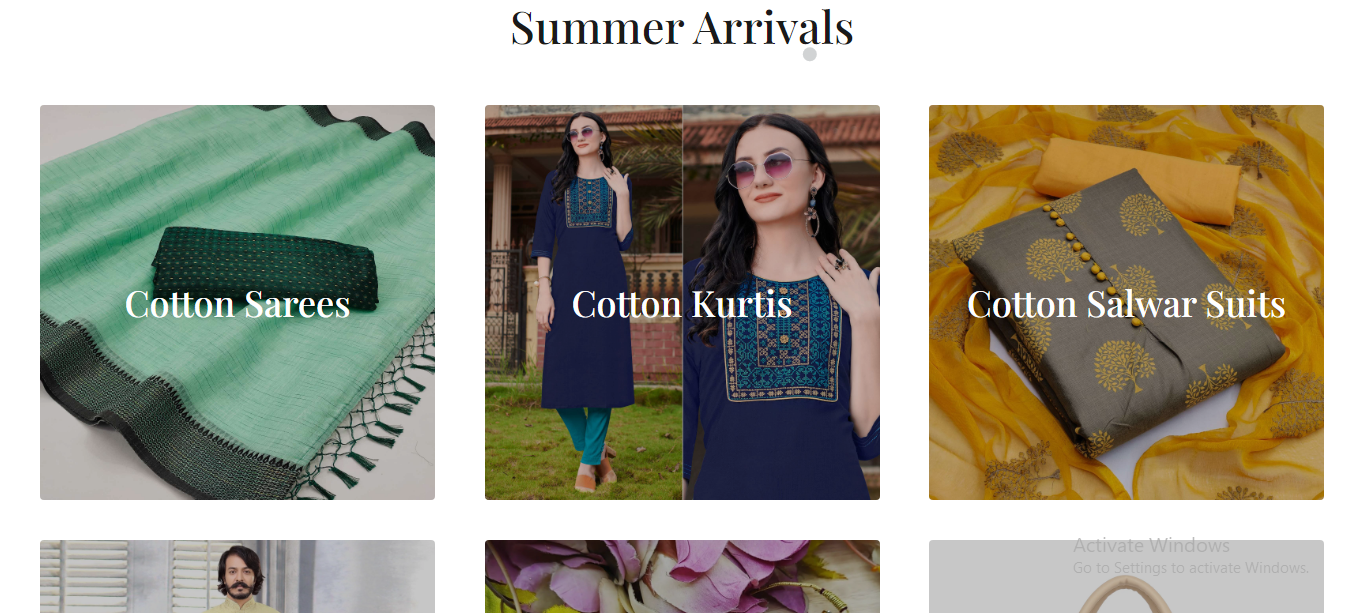 Summer Arrivals
Cotton Sarees
Cotton Kurtis
Cotton Salwar Suits
Activate Windows
Go to Settings to activate Windows.